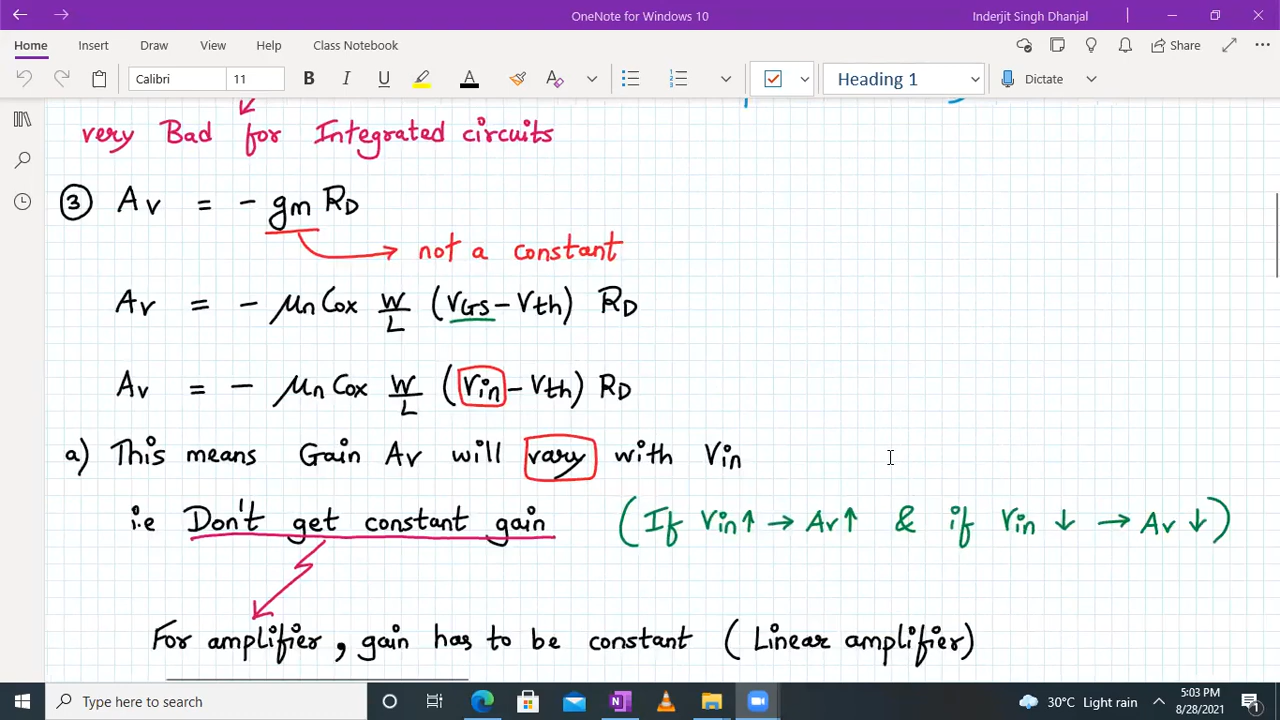 OneNote for Windows 10
Inderjit Singh Dhanjal
Home Insert Draw View Help Class Notebook Share
Calibri 11 B I U A Heading 1 Dictate
very Bad for Integrated circuits
③ Av = - gm RD
not a constant
Av = - μn Cox W/L (VGS - Vth) RD
Av = - μn Cox W/L (Vin - Vth) RD
a) This means Gain Av will vary with Vin
i.e Don't get constant gain (If Vin ↑ → Av ↑ & if Vin ↓ → Av ↓)
For amplifier, gain has to be constant (Linear amplifier)
Type here to search
30°C Light rain
5:03 PM
8/28/2021
1